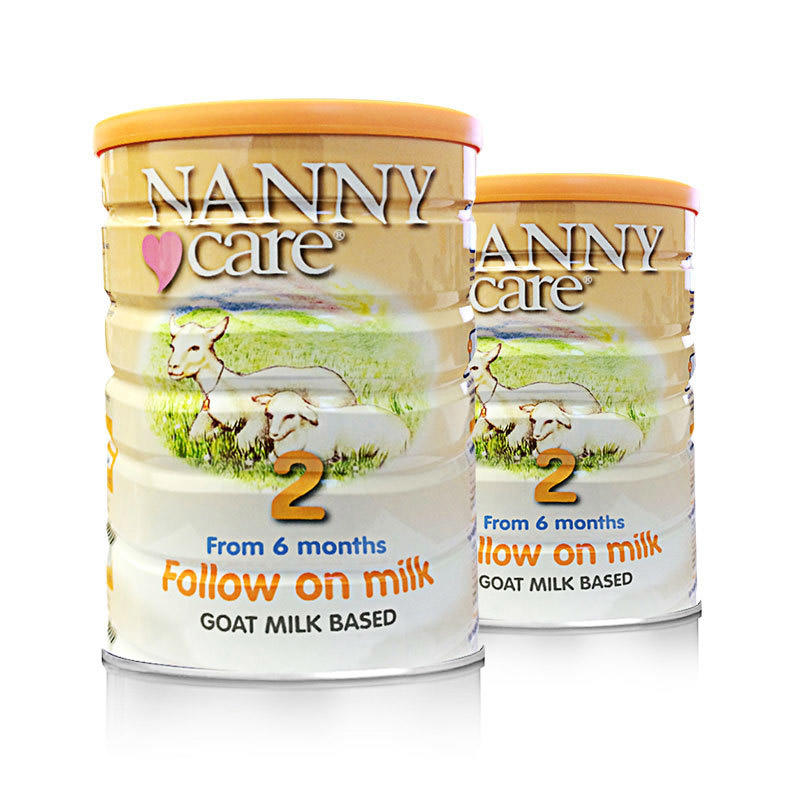 NANNY
care®
2
From 6 months
Follow on milk
GOAT MILK BASED
ANNY
care®
2
From 6 months
llow on milk
GOAT MILK BASED